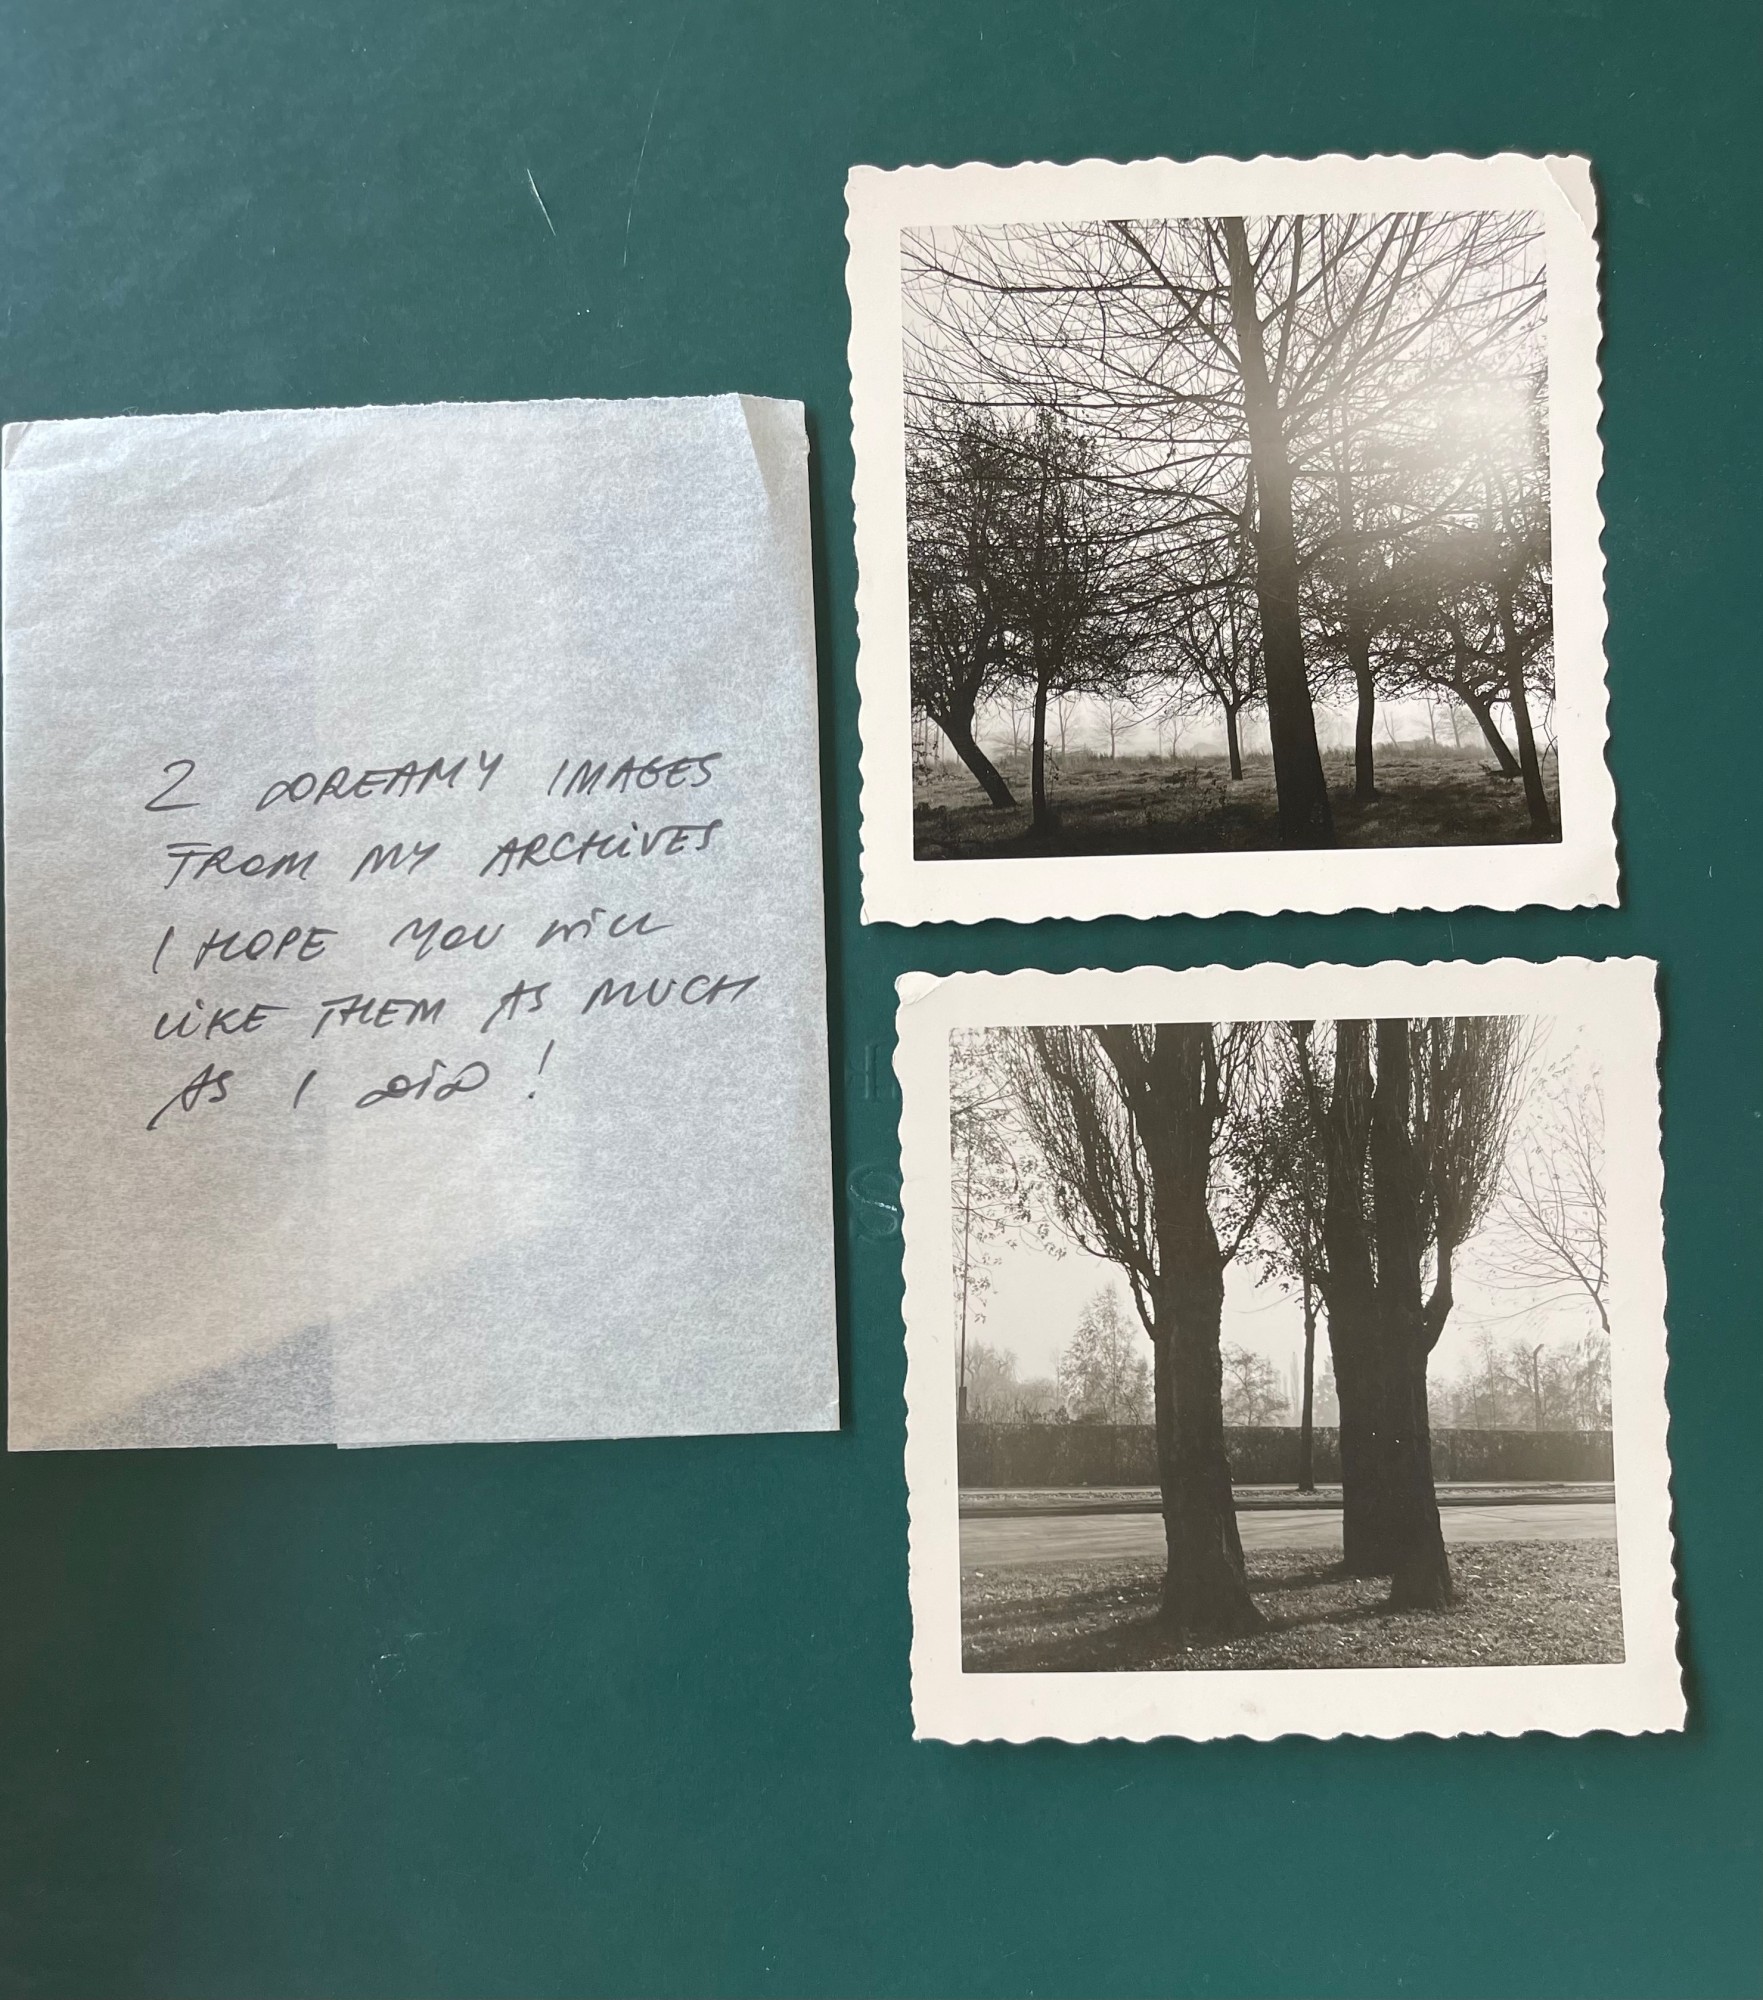 2 DREAMY IMAGES
FROM MY ARCHIVES
I HOPE YOU WILL
LIKE THEM AS MUCH
AS I DID !